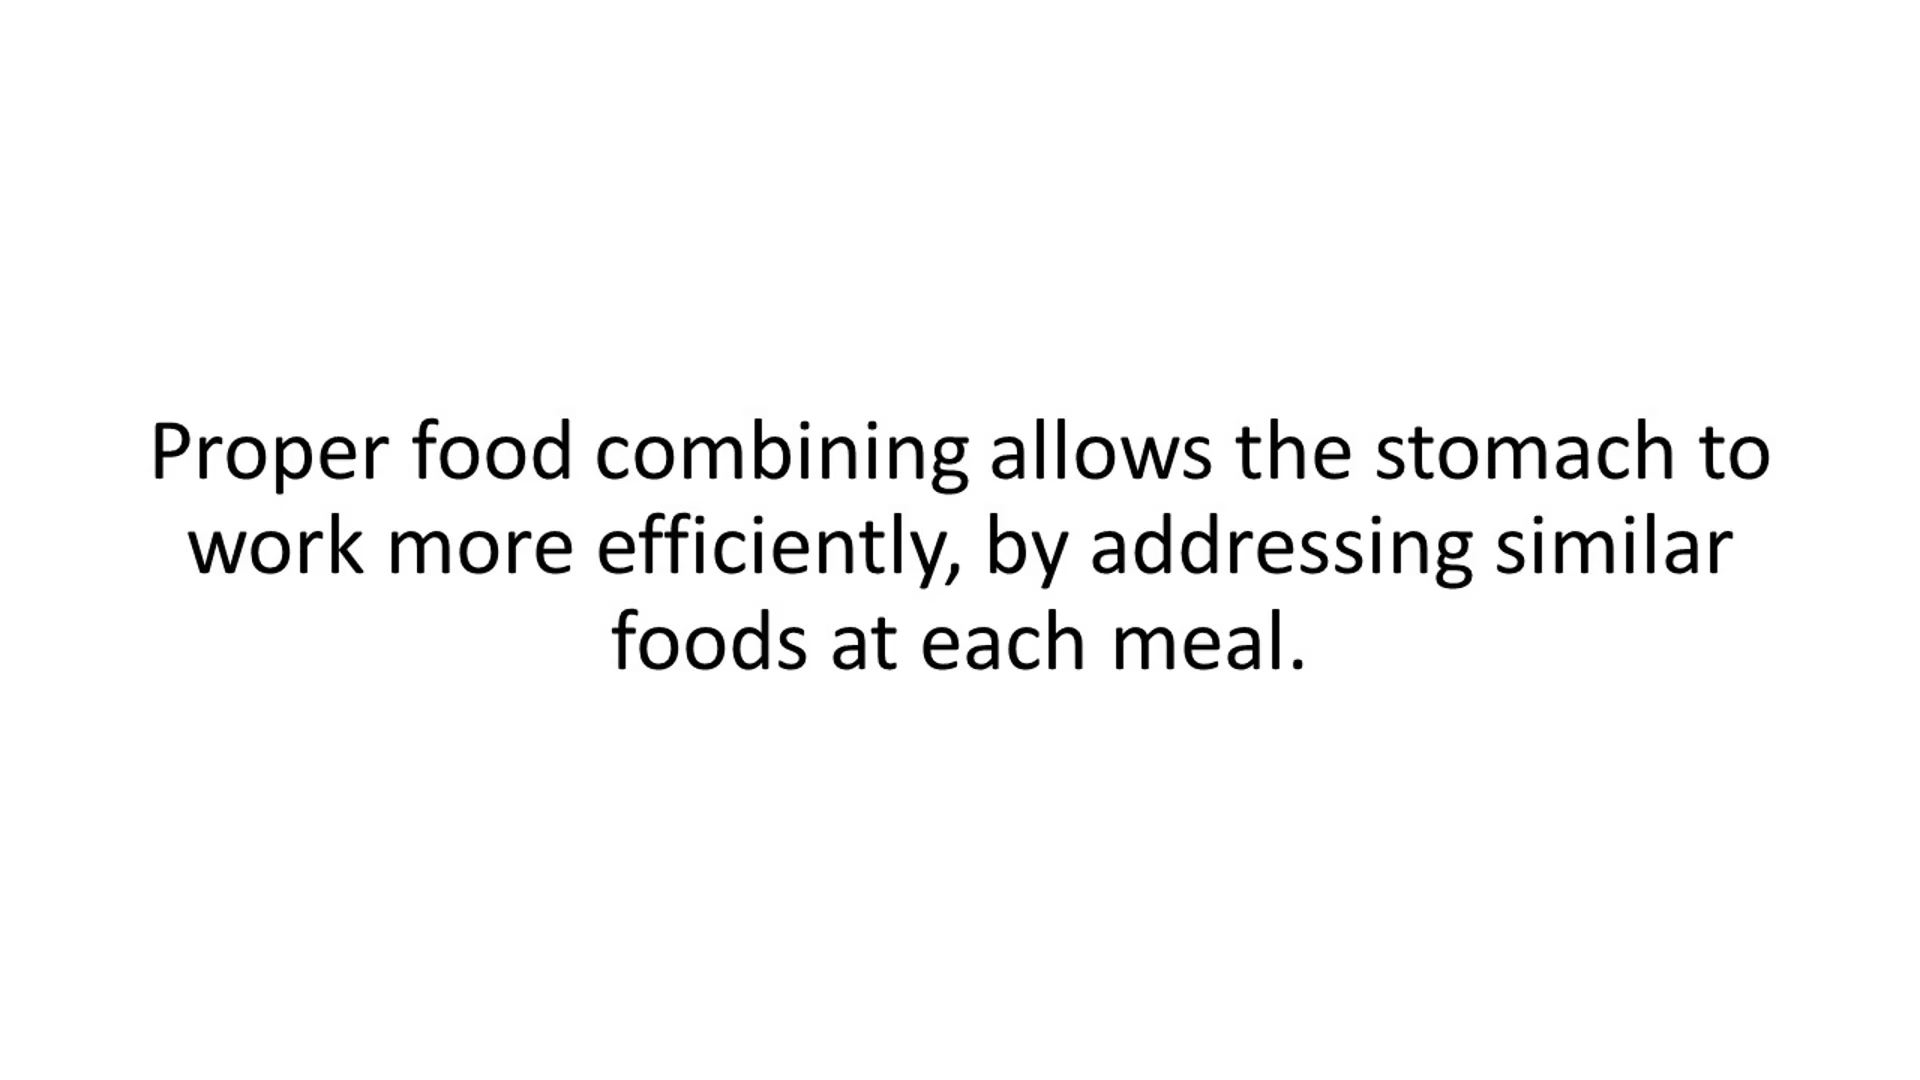 Proper food combining allows the stomach to
work more efficiently, by addressing similar
foods at each meal.